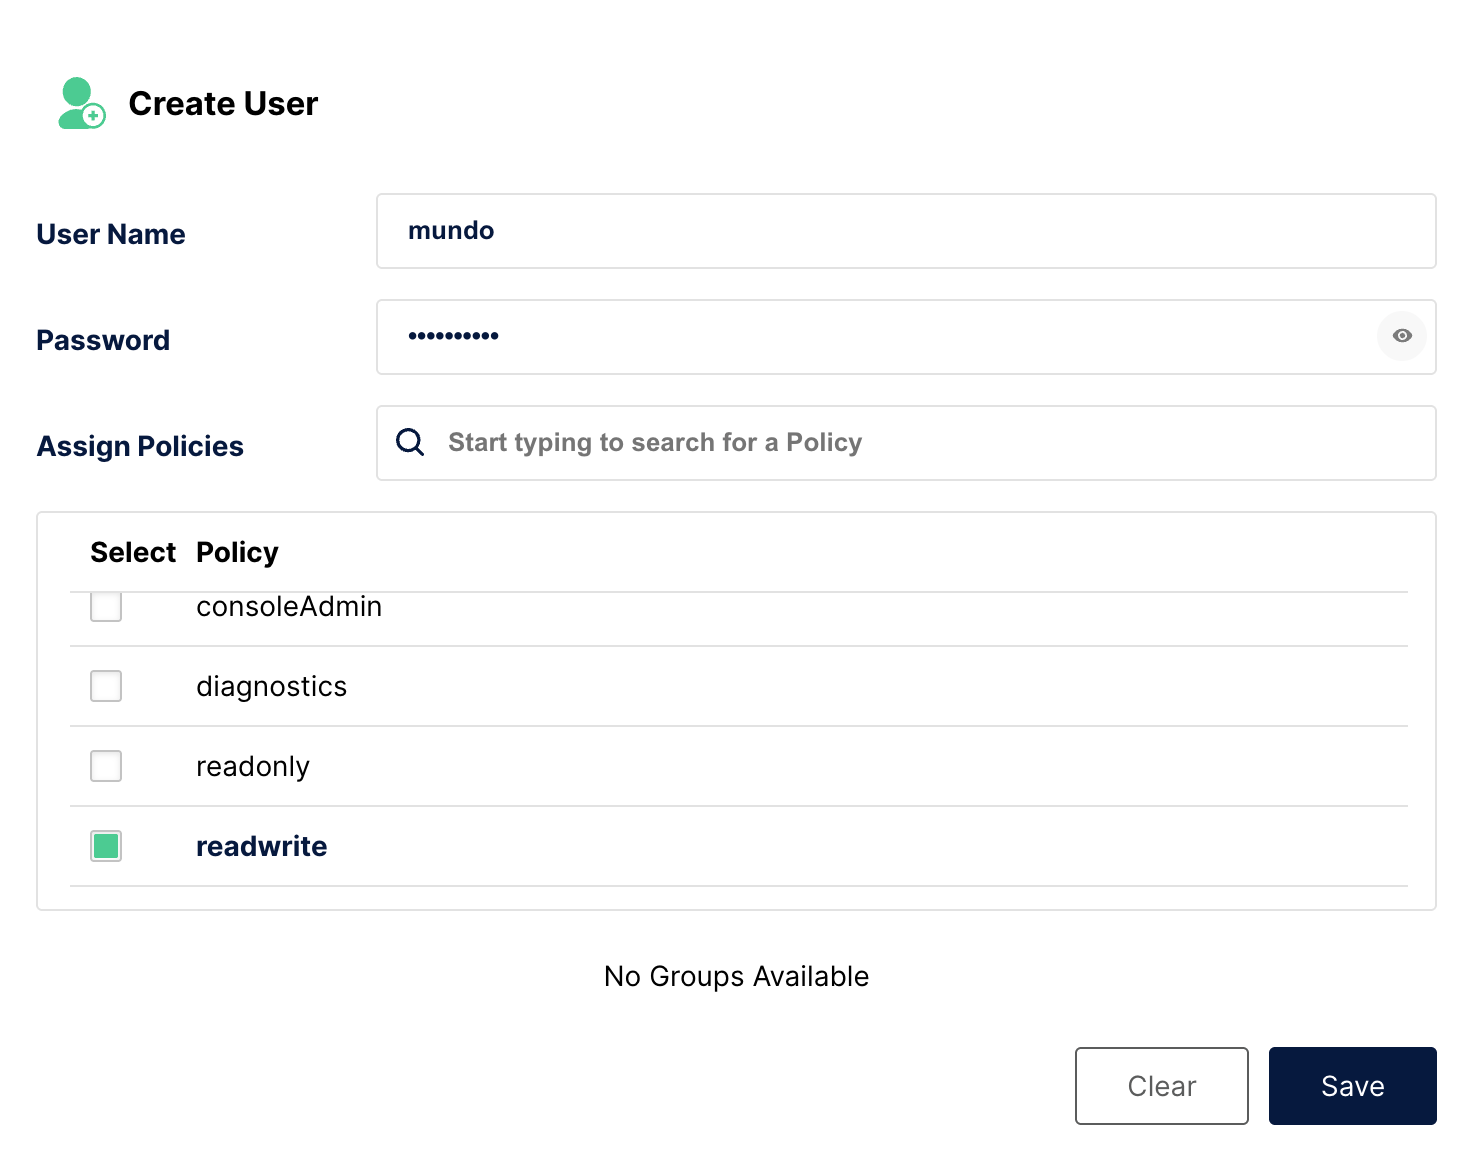 Create User
User Name
mundo
Password
••••••••••
Assign Policies
Start typing to search for a Policy
Select Policy
consoleAdmin
diagnostics
readonly
readwrite
No Groups Available
Clear
Save